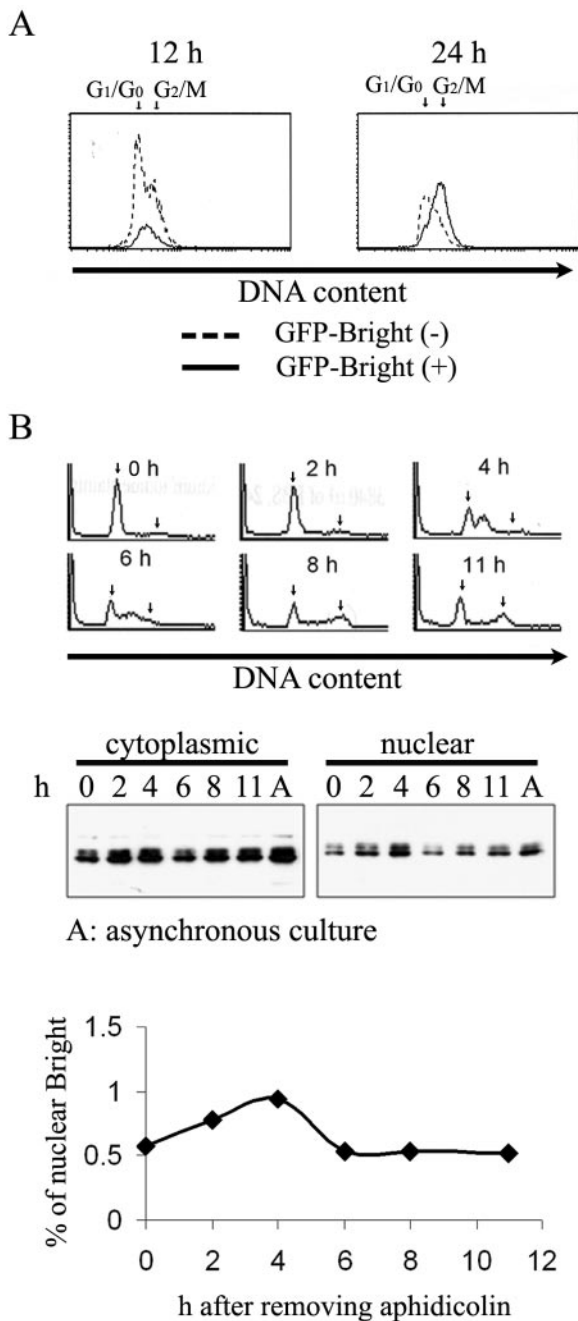 A
12 h 24 h
G1/G0 G2/M G1/G0 G2/M
DNA content
GFP-Bright (-)
GFP-Bright (+)
B
0 h 2 h 4 h
6 h 8 h 11 h
DNA content
cytoplasmic nuclear
h 0 2 4 6 8 11 A 0 2 4 6 8 11 A
A: asynchronous culture
% of nuclear Bright
1.5
1
0.5
0
0 2 4 6 8 10 12
h after removing aphidicolin